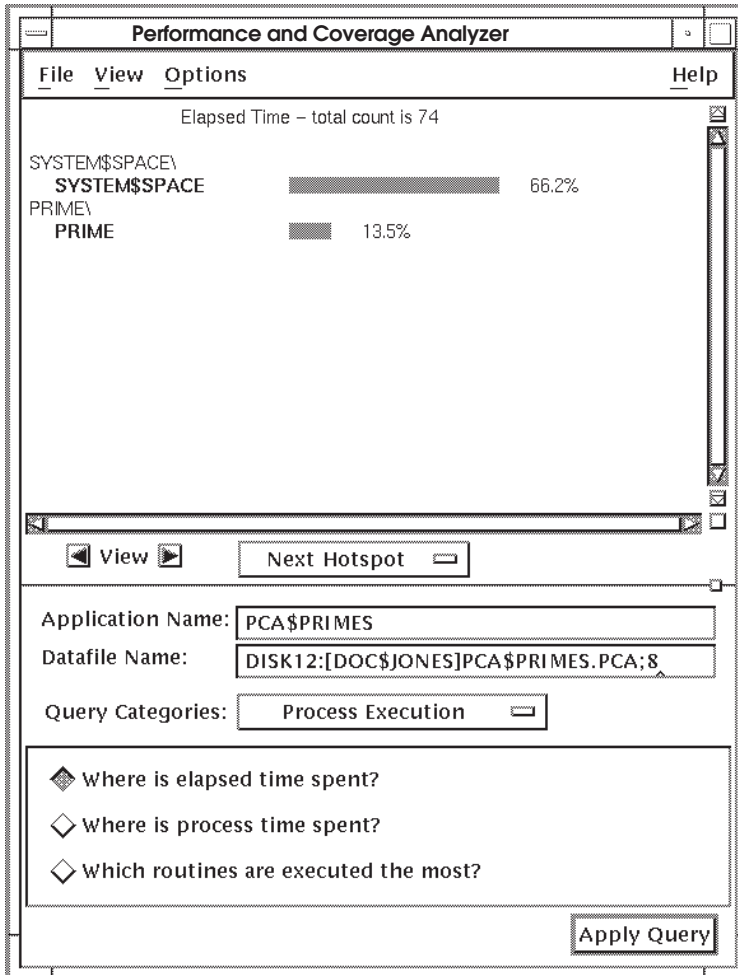 Performance and Coverage Analyzer
File View Options Help
Elapsed Time – total count is 74
SYSTEM$SPACE\
SYSTEM$SPACE 66.2%
PRIME\
PRIME 13.5%
View Next Hotspot
Application Name: PCA$PRIMES
Datafile Name: DISK12:[DOC$JONES]PCA$PRIMES.PCA;8
Query Categories: Process Execution
Where is elapsed time spent?
Where is process time spent?
Which routines are executed the most?
Apply Query